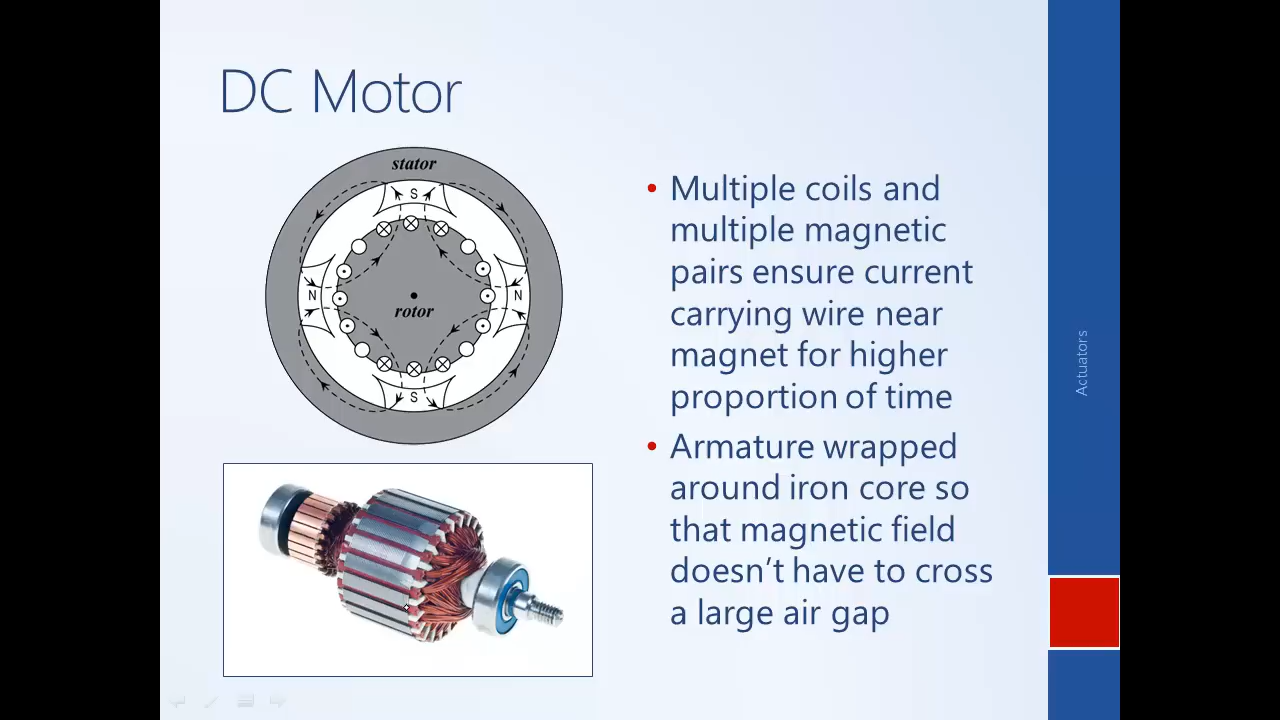 DC Motor
stator
S
N
N
rotor
S
• Multiple coils and
multiple magnetic
pairs ensure current
carrying wire near
magnet for higher
proportion of time
• Armature wrapped
around iron core so
that magnetic field
doesn't have to cross
a large air gap
Actuators